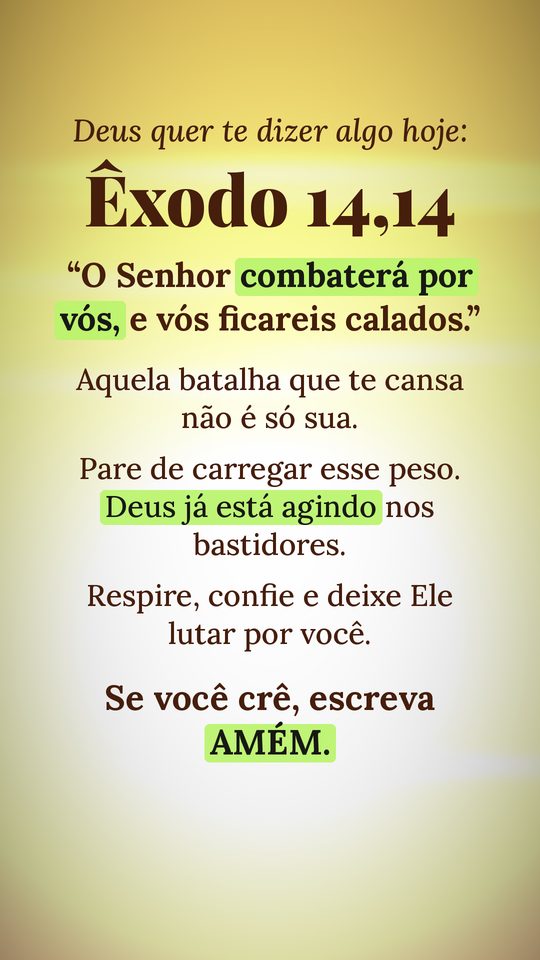 Deus quer te dizer algo hoje:
Êxodo 14,14
“O Senhor combaterá por
vós, e vós ficareis calados.”
Aquela batalha que te cansa
não é só sua.
Pare de carregar esse peso.
Deus já está agindo nos
bastidores.
Respire, confie e deixe Ele
lutar por você.
Se você crê, escreva
AMÉM.